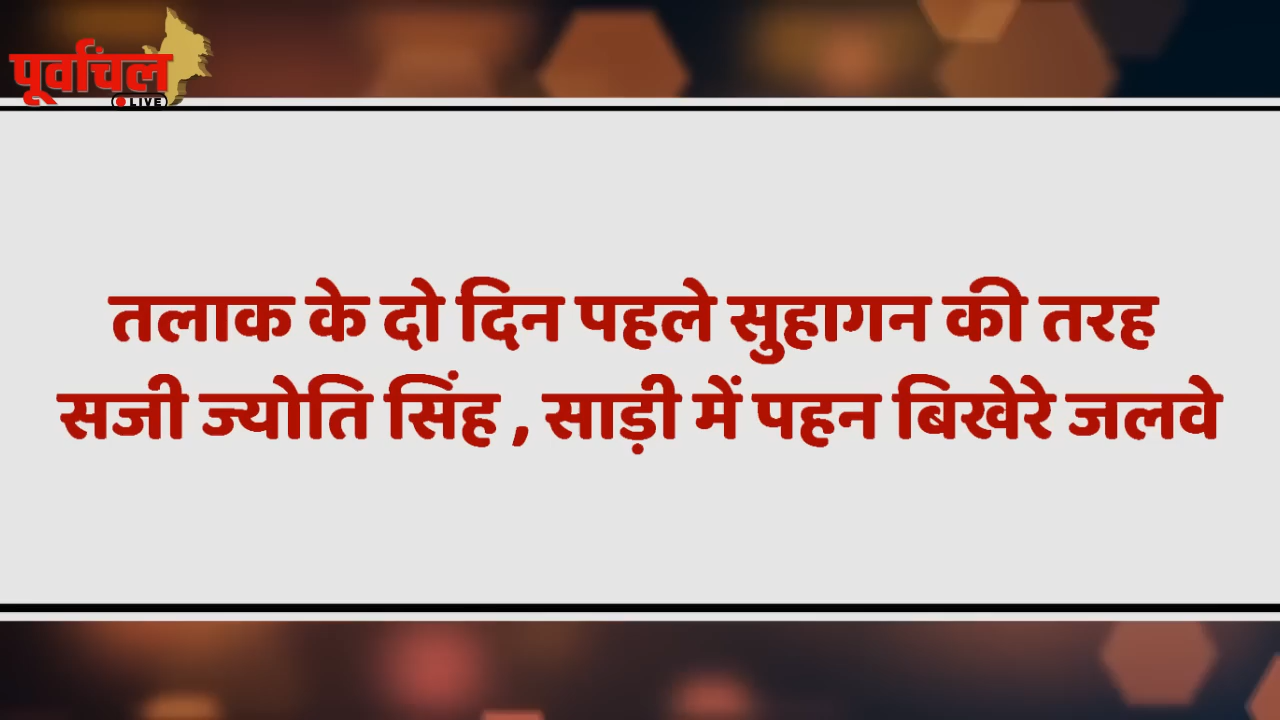 पूर्वांचल
LIVE
तलाक के दो दिन पहले सुहागन की तरह
सजी ज्योति सिंह , साड़ी में पहन बिखेरे जलवे